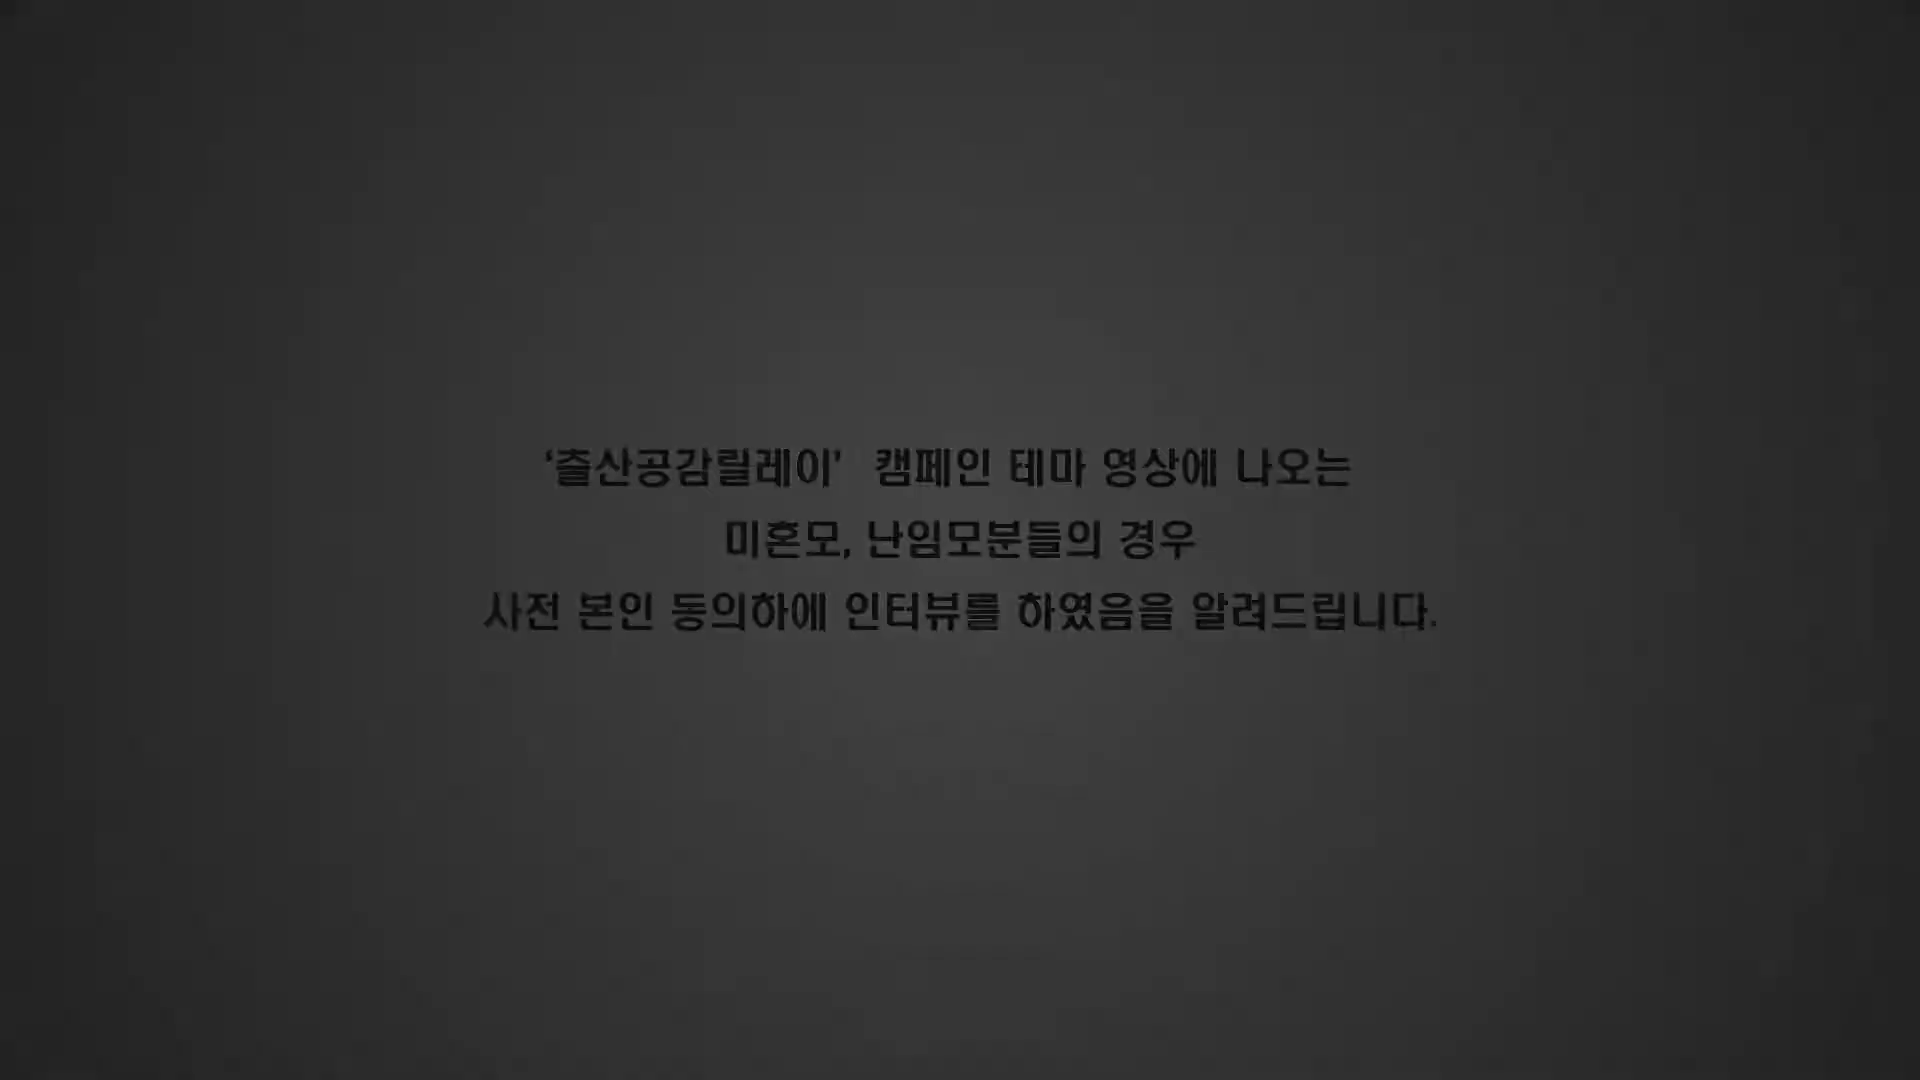 ‘출산공감릴레이’ 캠페인 테마 영상에 나오는
미혼모, 난임모분들의 경우
사전 본인 동의하에 인터뷰를 하였음을 알려드립니다.